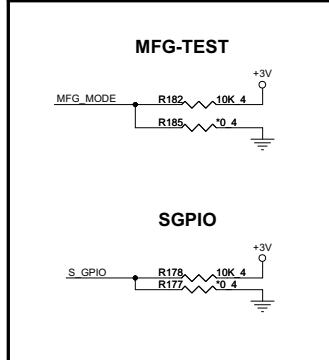 MFG-TEST
+3V
MFG_MODE R182 10K_4
R185 *0_4
SGPIO
+3V
S_GPIO R178 10K_4
R177 *0_4